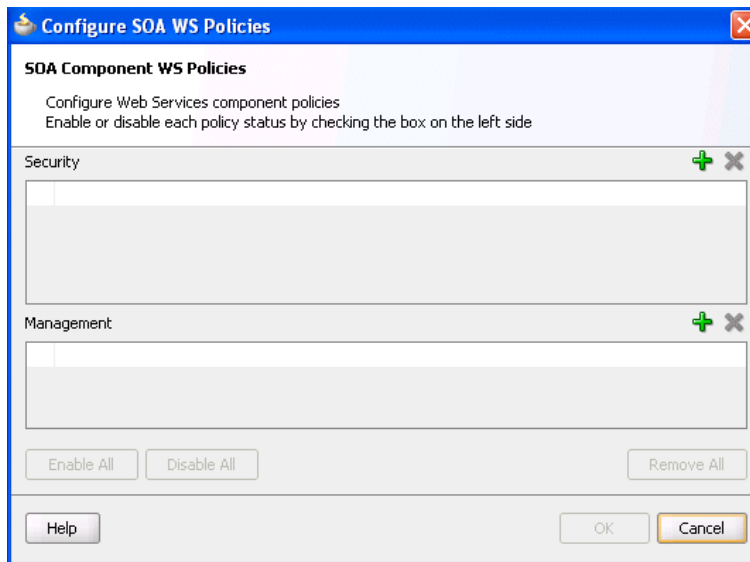 Configure SOA WS Policies
SOA Component WS Policies
Configure Web Services component policies
Enable or disable each policy status by checking the box on the left side
Security
Management
Enable All
Disable All
Remove All
Help
OK
Cancel